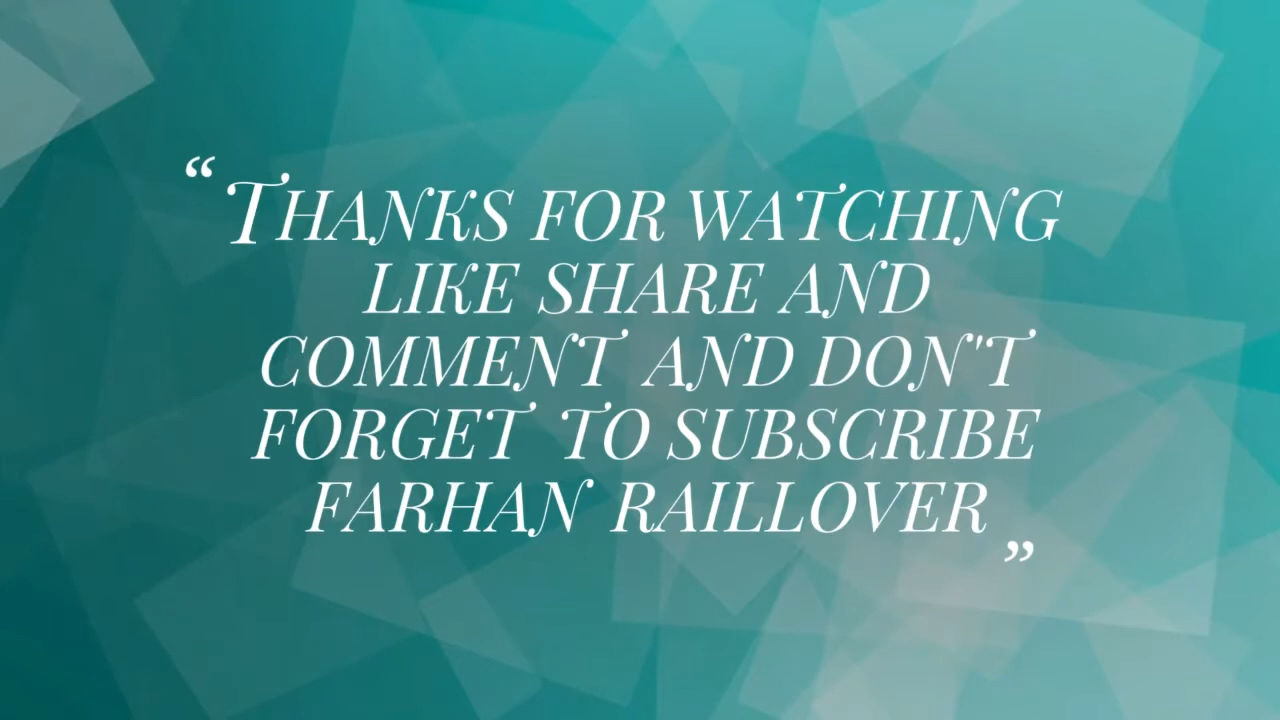 “ THANKS FOR WATCHING
LIKE SHARE AND
COMMENT AND DON'T
FORGET TO SUBSCRIBE
FARHAN RAILLOVER ”